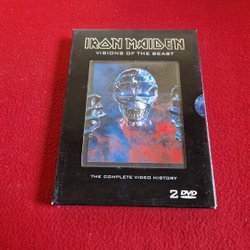 IRON MAIDEN
VISIONS OF THE BEAST
THE COMPLETE VIDEO HISTORY
2 DVD